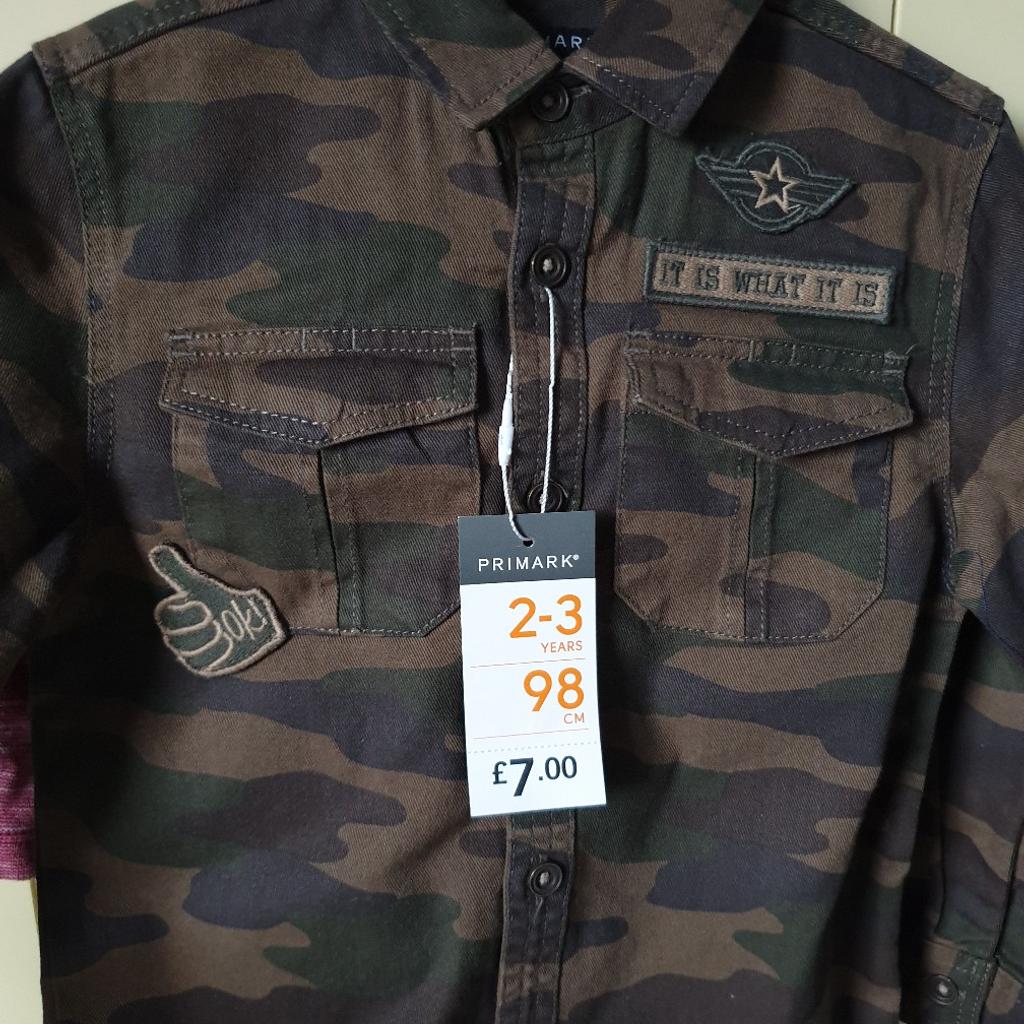 IT IS WHAT IT IS
ok!
PRIMARK®
2-3
YEARS
98
CM
£7.00